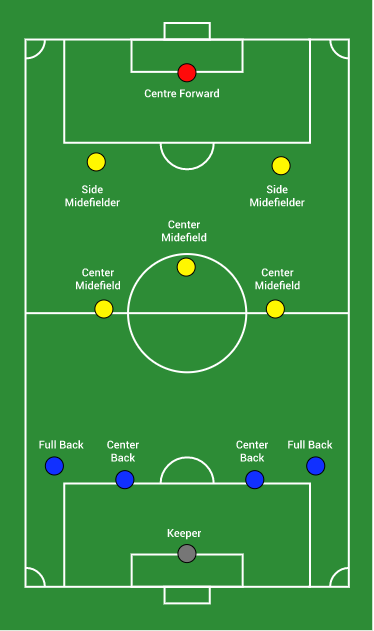 Centre Forward
Side
Midefielder
Side
Midefielder
Center
Midefield
Center
Midefield
Center
Midefield
Full Back
Center
Back
Center
Back
Full Back
Keeper